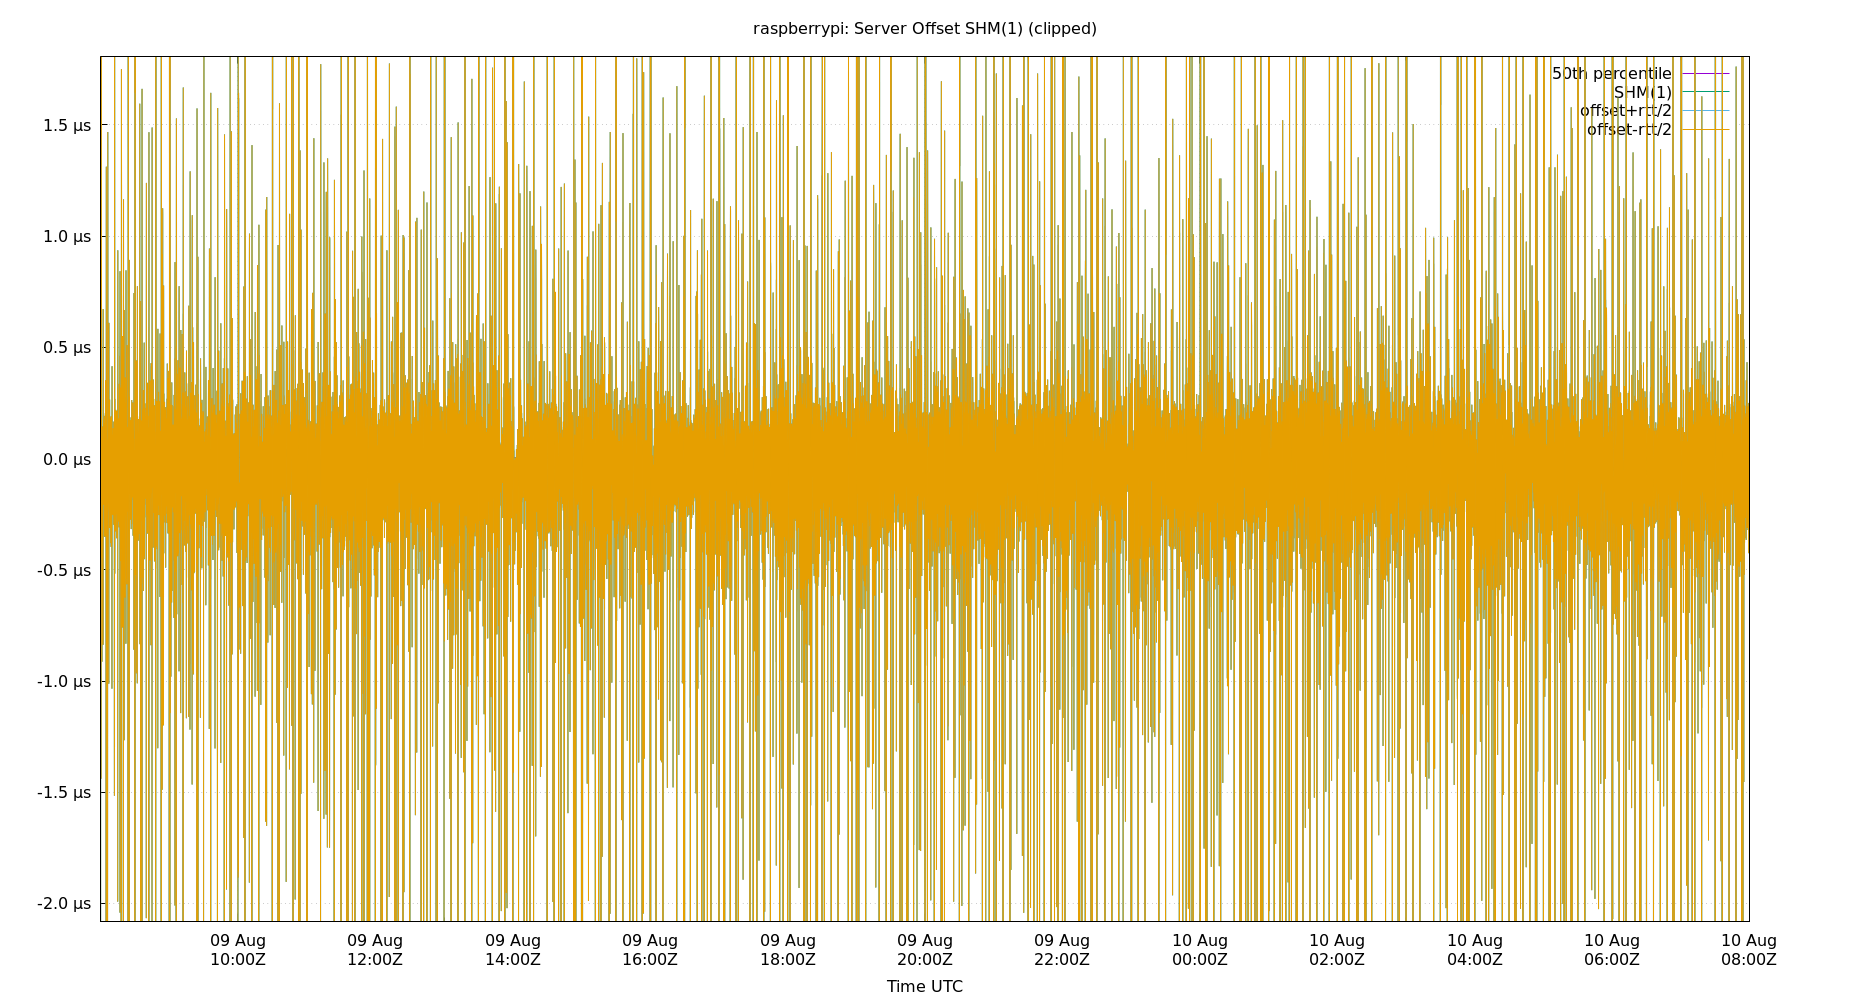 raspberrypi: Server Offset SHM(1) (clipped)
50th percentile
SHM(1)
offset+rtt/2
offset-rtt/2
1.5 µs
1.0 µs
0.5 µs
0.0 µs
-0.5 µs
-1.0 µs
-1.5 µs
-2.0 µs
09 Aug 09 Aug 09 Aug 09 Aug 09 Aug 09 Aug 09 Aug 10 Aug 10 Aug 10 Aug 10 Aug 10 Aug
10:00Z 12:00Z 14:00Z 16:00Z 18:00Z 20:00Z 22:00Z 00:00Z 02:00Z 04:00Z 06:00Z 08:00Z
Time UTC